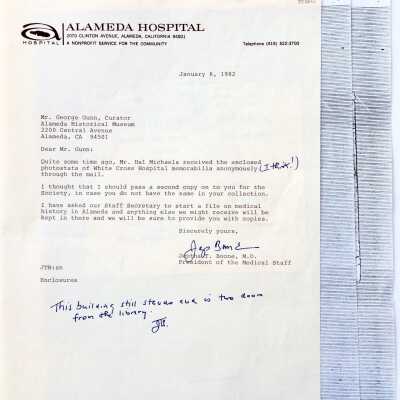 ALAMEDA HOSPITAL
2070 CLINTON AVENUE, ALAMEDA, CALIFORNIA 94501
HOSPITAL
A NONPROFIT SERVICE FOR THE COMMUNITY
Telephone (415) 522-3700
January 6, 1982
Mr. George Gunn, Curator
Alameda Historical Museum
2200 Central Avenue
Alameda, CA 94501
Dear Mr. Gunn:
Quite some time ago, Mr. Hal Michaels received the enclosed
photostats of White Cross Hospital memorabilia anonymously (I think!)
through the mail.
I thought that I should pass a second copy on to you for the
Society, in case you do not have the same in your collection.
I have asked our Staff Secretary to start a file on medical
history in Alameda and anything else we might receive will be
kept in there and we will be sure to provide you with copies.
Sincerely yours,
Jeptha T. Boone, M.D.
President of the Medical Staff
JTB:sn
Enclosures
This building still stands and is two doors
from the library.
JTB.